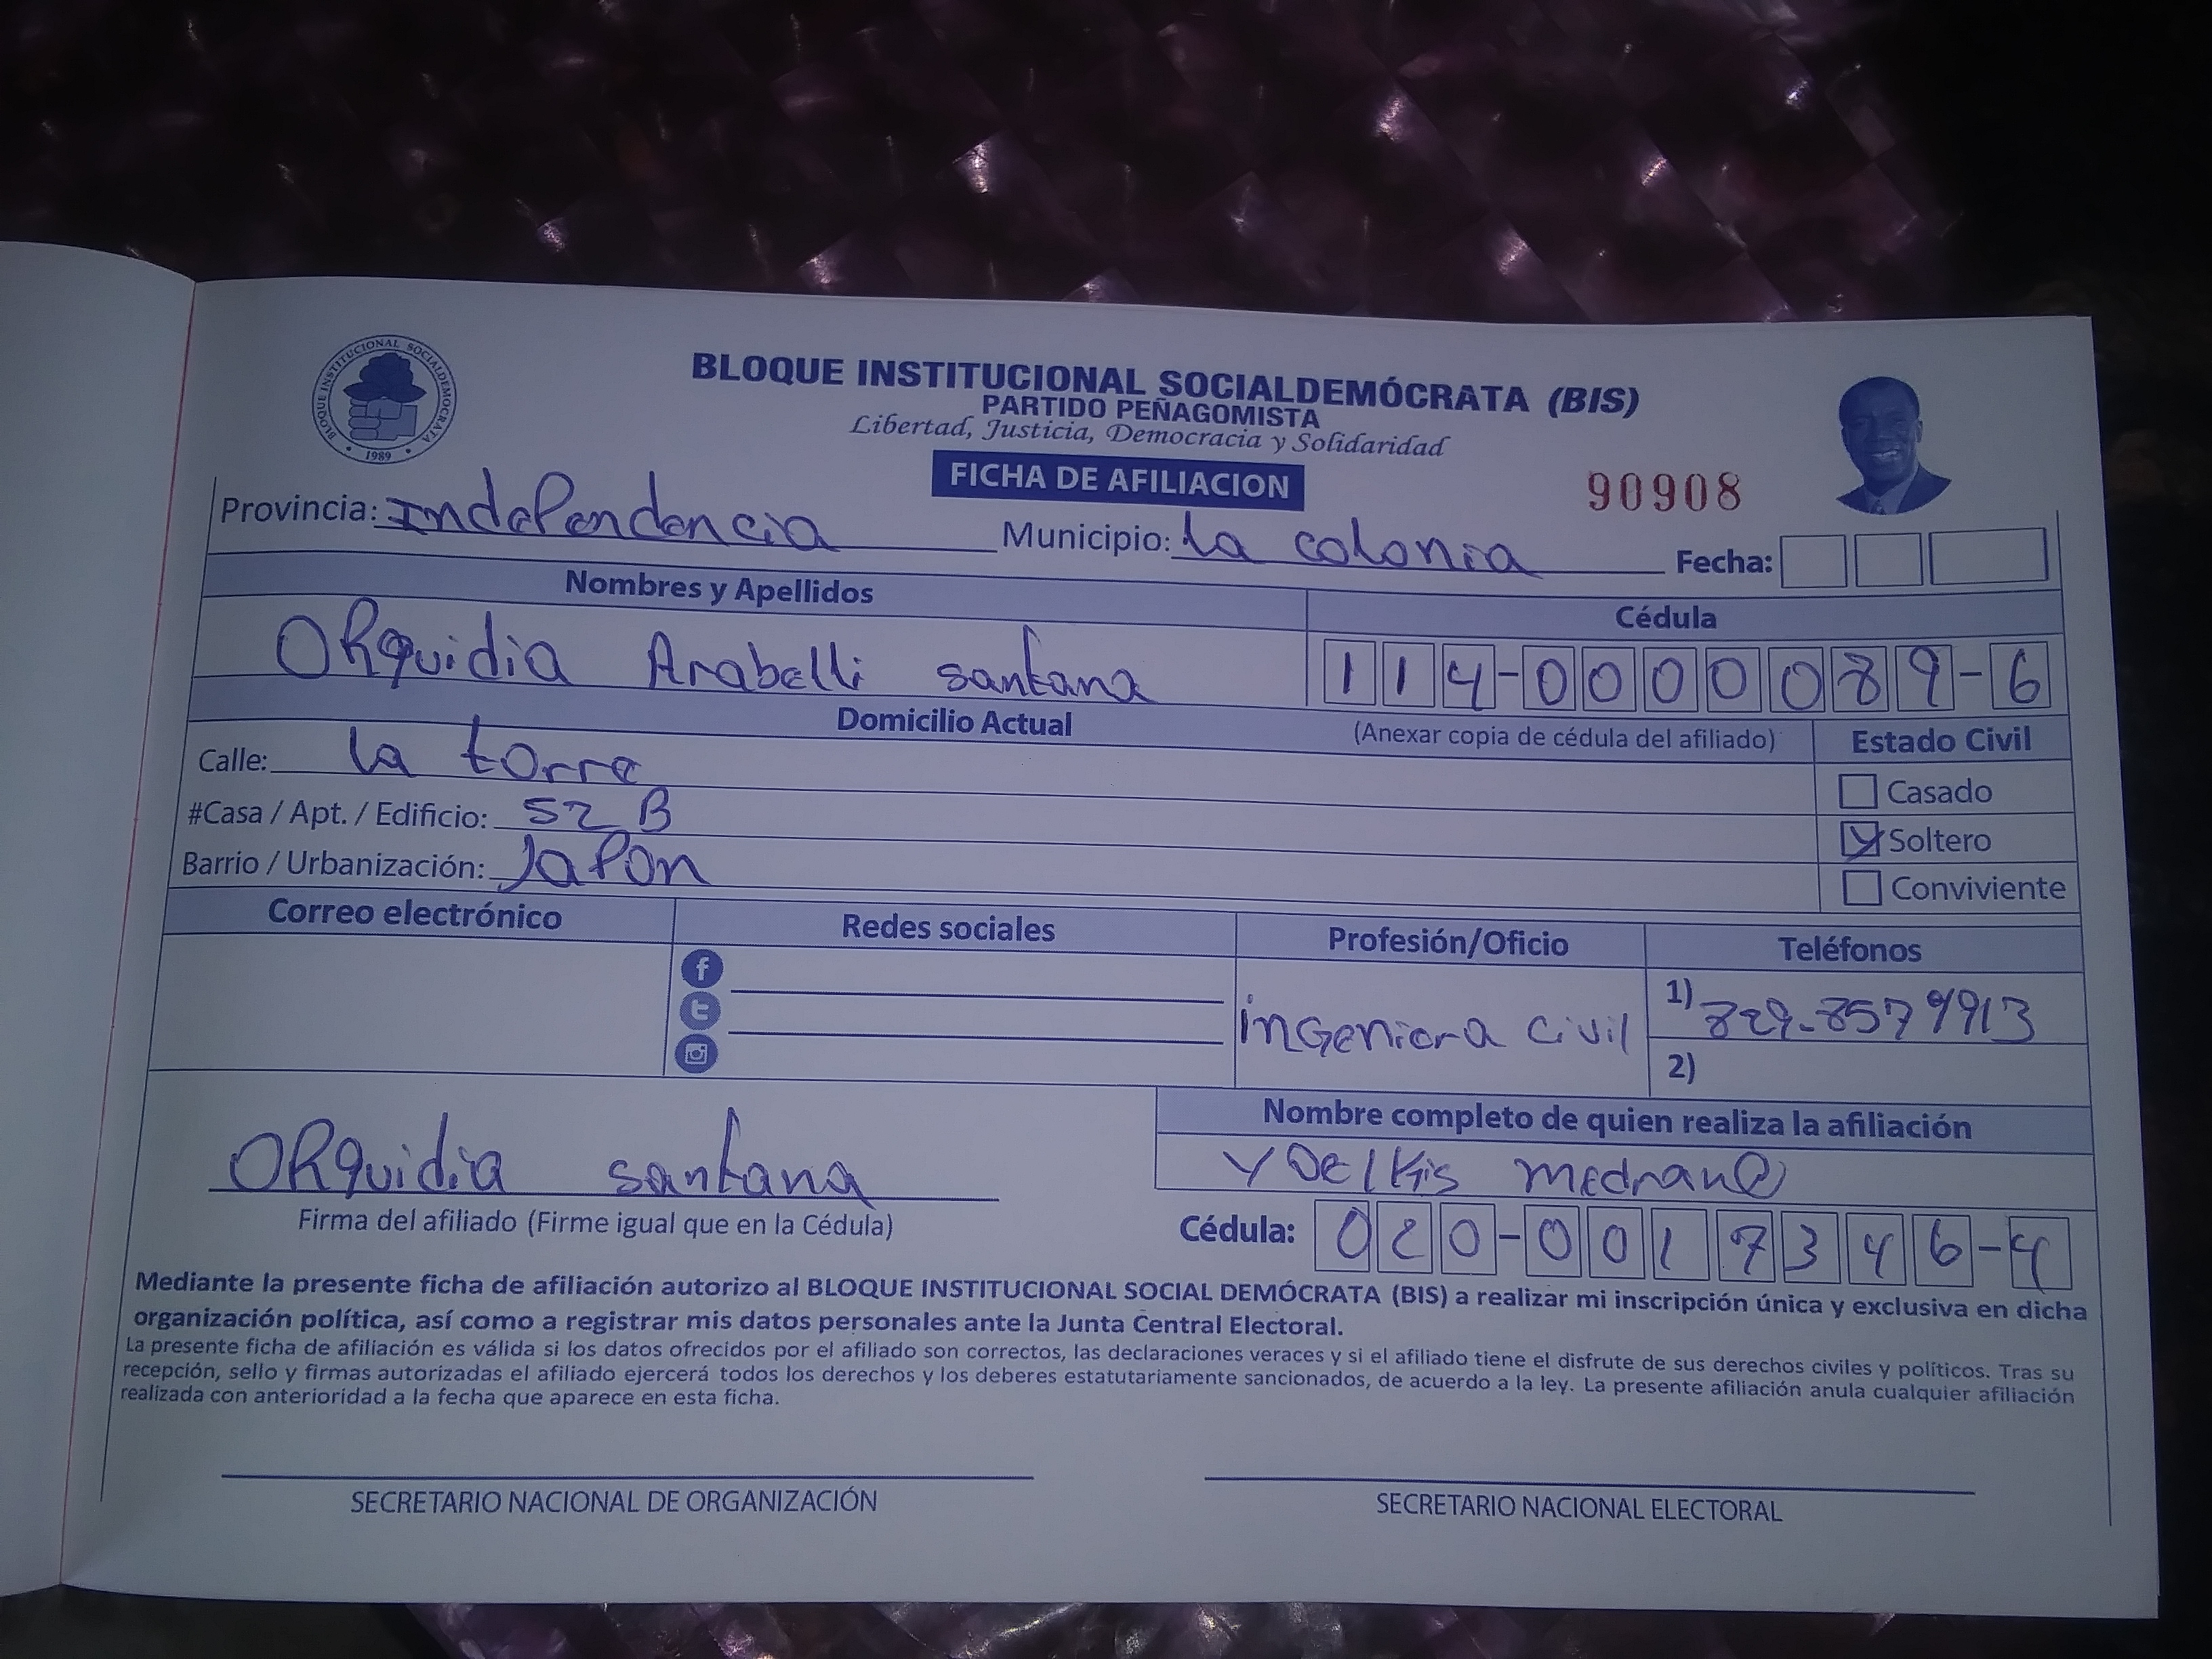 BLOQUE INSTITUCIONAL SOCIALDEMÓCRATA
1989
BLOQUE INSTITUCIONAL SOCIALDEMÓCRATA (BIS)
PARTIDO PEÑAGOMISTA
Libertad, Justicia, Democracia y Solidaridad
FICHA DE AFILIACION
90908
Provincia: Independencia Municipio: La colonia Fecha:
Nombres y Apellidos Cédula
ORquidia Arabelli santana 114-0000089-6
Domicilio Actual (Anexar copia de cédula del afiliado) Estado Civil
Calle: la torre
Casado
#Casa / Apt. / Edificio: 52 B
Soltero
Barrio / Urbanización: JaPon
Conviviente
Correo electrónico Redes sociales Profesión/Oficio Teléfonos
inGeniera civil 1) 829-857 9913
2)
Nombre completo de quien realiza la afiliación
YDelkis medrano
ORquidia santana
Firma del afiliado (Firme igual que en la Cédula)
Cédula: 020-0017346-4
Mediante la presente ficha de afiliación autorizo al BLOQUE INSTITUCIONAL SOCIAL DEMÓCRATA (BIS) a realizar mi inscripción única y exclusiva en dicha
organización política, así como a registrar mis datos personales ante la Junta Central Electoral.
La presente ficha de afiliación es válida si los datos ofrecidos por el afiliado son correctos, las declaraciones veraces y si el afiliado tiene el disfrute de sus derechos civiles y políticos. Tras su
recepción, sello y firmas autorizadas el afiliado ejercerá todos los derechos y los deberes estatutariamente sancionados, de acuerdo a la ley. La presente afiliación anula cualquier afiliación
realizada con anterioridad a la fecha que aparece en esta ficha.
SECRETARIO NACIONAL DE ORGANIZACIÓN SECRETARIO NACIONAL ELECTORAL